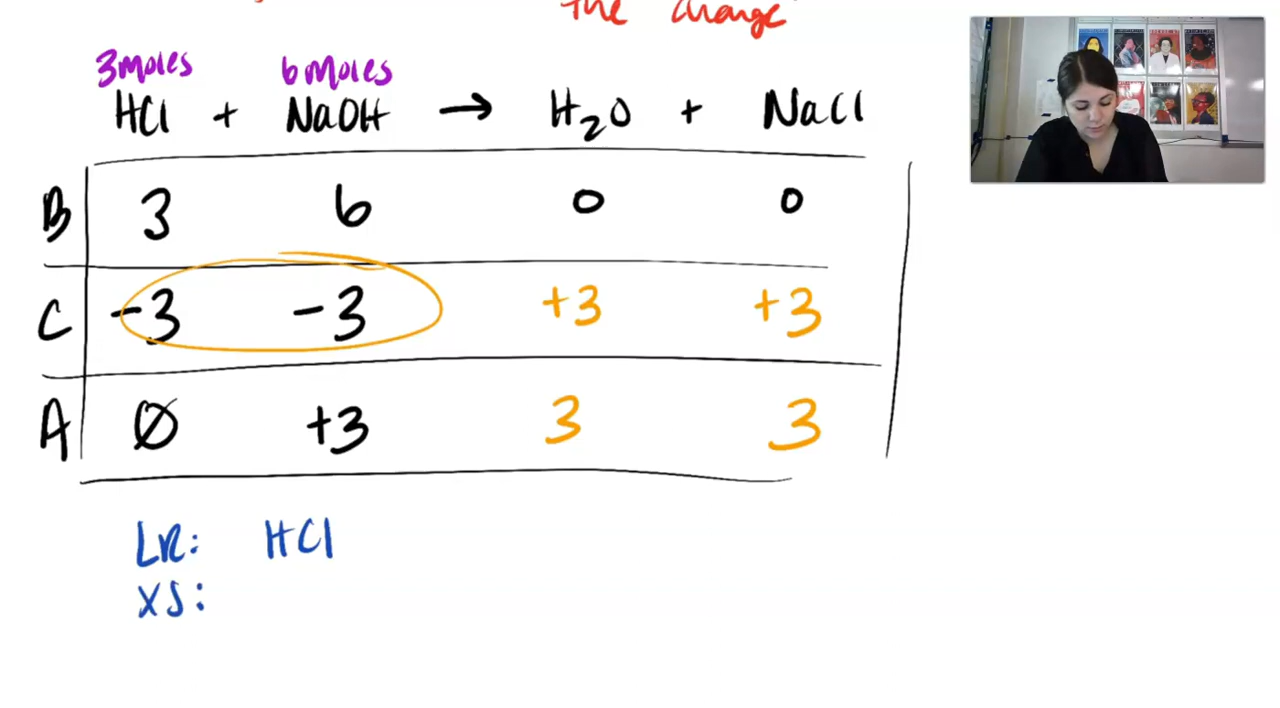 the change
3moles 6moles
HCl + NaOH → H₂O + NaCl
B 3 6 0 0
C -3 -3 +3 +3
A 0 +3 3 3
LR: HCl
XS: